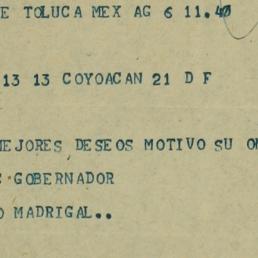 E TOLUCA MEX AG 6 11.40
13 13 COYOACAN 21 D F
MEJORES DESEOS MOTIVO SU
GOBERNADOR
O MADRIGAL..